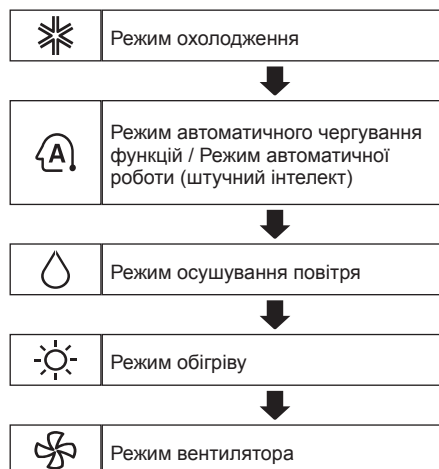 Режим охолодження
A
Режим автоматичного чергування
функцій / Режим автоматичної
роботи (штучний інтелект)
Режим осушування повітря
Режим обігріву
Режим вентилятора